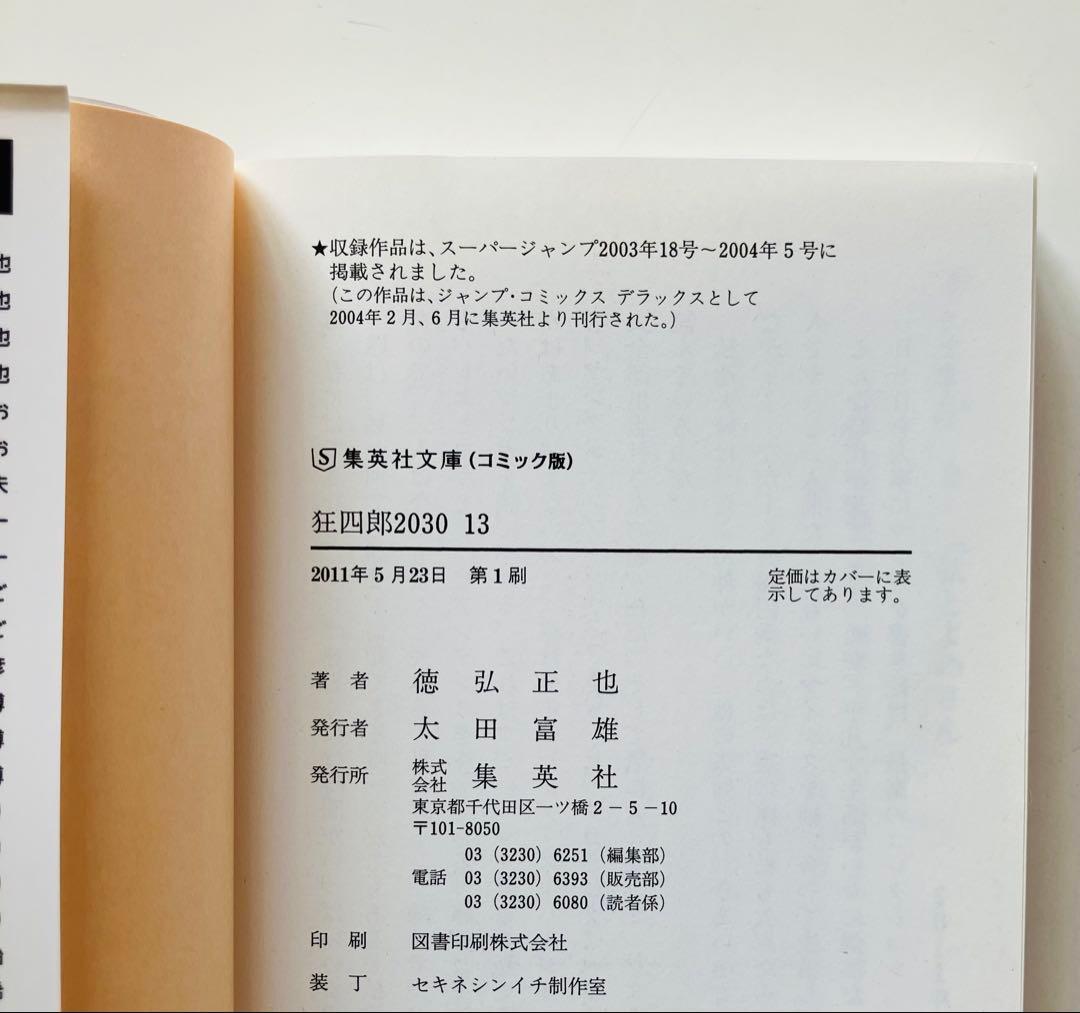 ★収録作品は、スーパージャンプ2003年18号～2004年5号に
掲載されました。
(この作品は、ジャンプ・コミックス デラックスとして
2004年2月、6月に集英社より刊行された。)
集英社文庫(コミック版)
狂四郎2030 13
2011年5月23日 第1刷
定価はカバーに表
示してあります。
著者 徳弘正也
発行者 太田富雄
発行所 株式会社 集英社
東京都千代田区一ツ橋2－5－10
〒101-8050
03(3230)6251(編集部)
電話 03(3230)6393(販売部)
03(3230)6080(読者係)
印刷 図書印刷株式会社
装丁 セキネシンイチ制作室